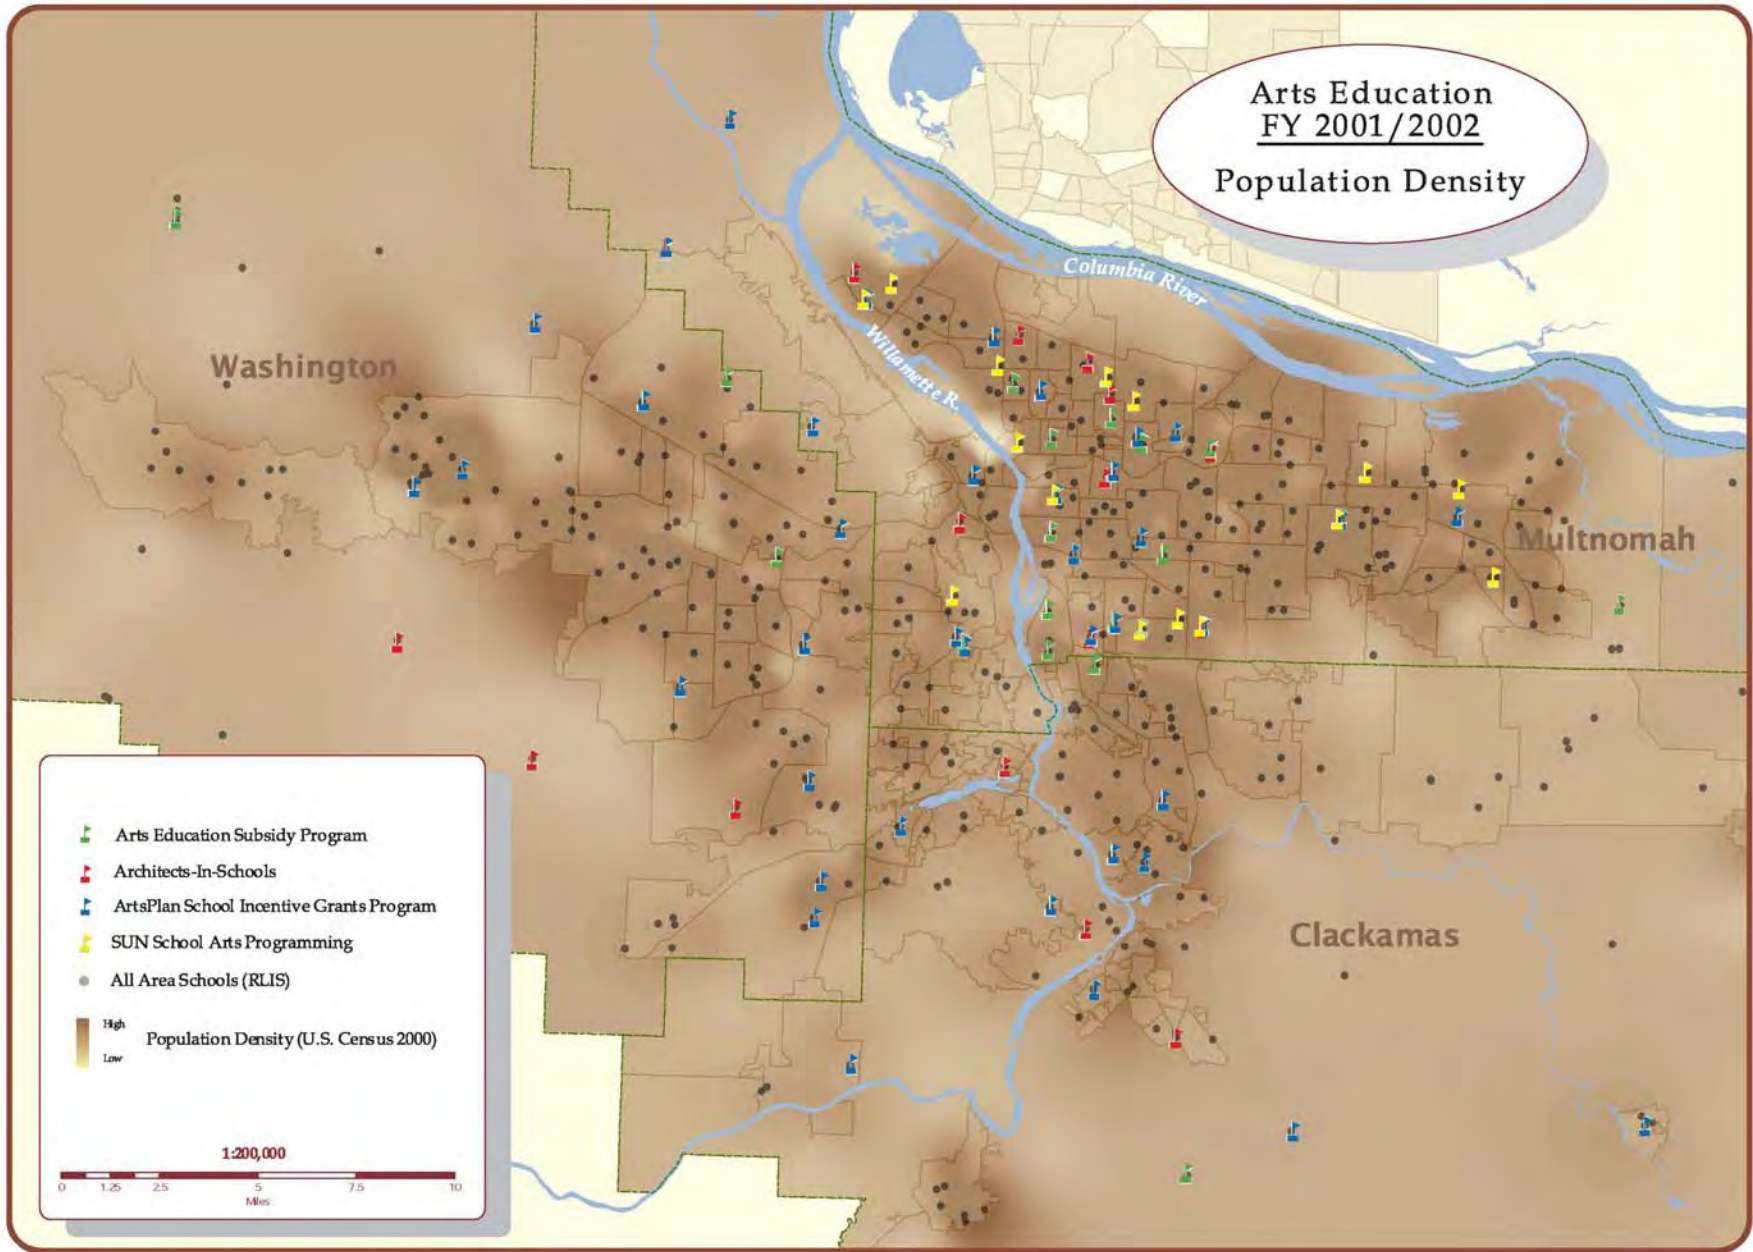 Arts Education
FY 2001/2002
Population Density
Columbia River
Willamette R.
Washington
Multnomah
Clackamas
Arts Education Subsidy Program
Architects-In-Schools
ArtsPlan School Incentive Grants Program
SUN School Arts Programming
All Area Schools (RLIS)
High
Population Density (U.S. Census 2000)
Low
1:200,000
0 1.25 2.5 5 7.5 10
Miles